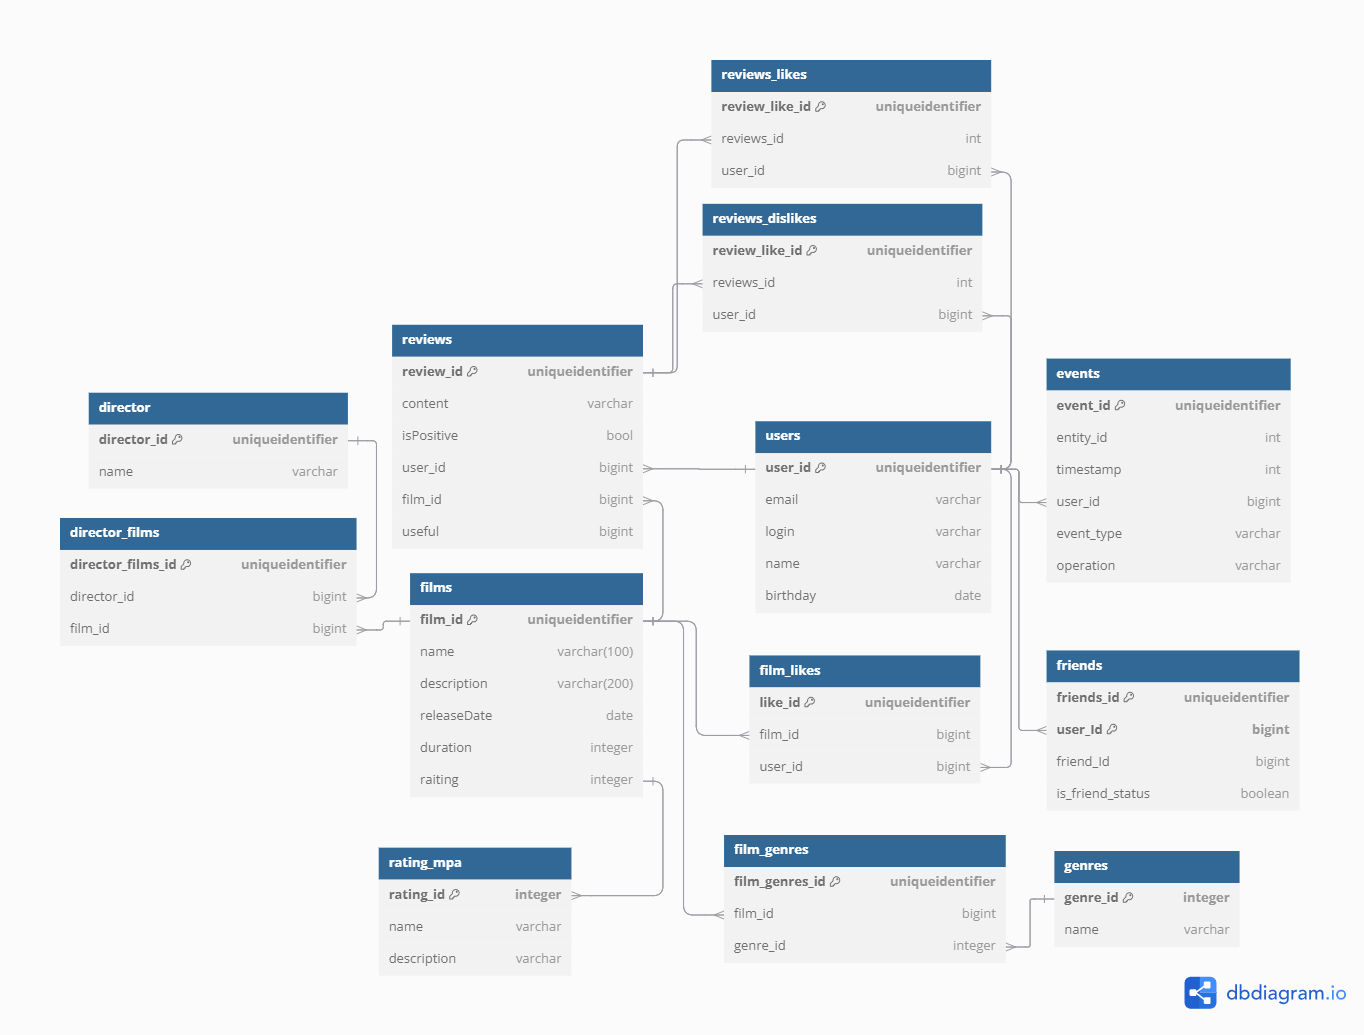 reviews_likes
review_like_id uniqueidentifier
reviews_id int
user_id bigint
reviews_dislikes
review_like_id uniqueidentifier
reviews_id int
user_id bigint
reviews
review_id uniqueidentifier
content varchar
isPositive bool
user_id bigint
film_id bigint
useful bigint
director
director_id uniqueidentifier
name varchar
director_films
director_films_id uniqueidentifier
director_id bigint
film_id bigint
users
user_id uniqueidentifier
email varchar
login varchar
name varchar
birthday date
events
event_id uniqueidentifier
entity_id int
timestamp int
user_id bigint
event_type varchar
operation varchar
films
film_id uniqueidentifier
name varchar(100)
description varchar(200)
releaseDate date
duration integer
raiting integer
film_likes
like_id uniqueidentifier
film_id bigint
user_id bigint
friends
friends_id uniqueidentifier
user_Id bigint
friend_Id bigint
is_friend_status boolean
rating_mpa
rating_id integer
name varchar
description varchar
film_genres
film_genres_id uniqueidentifier
film_id bigint
genre_id integer
genres
genre_id integer
name varchar
dbdiagram.io